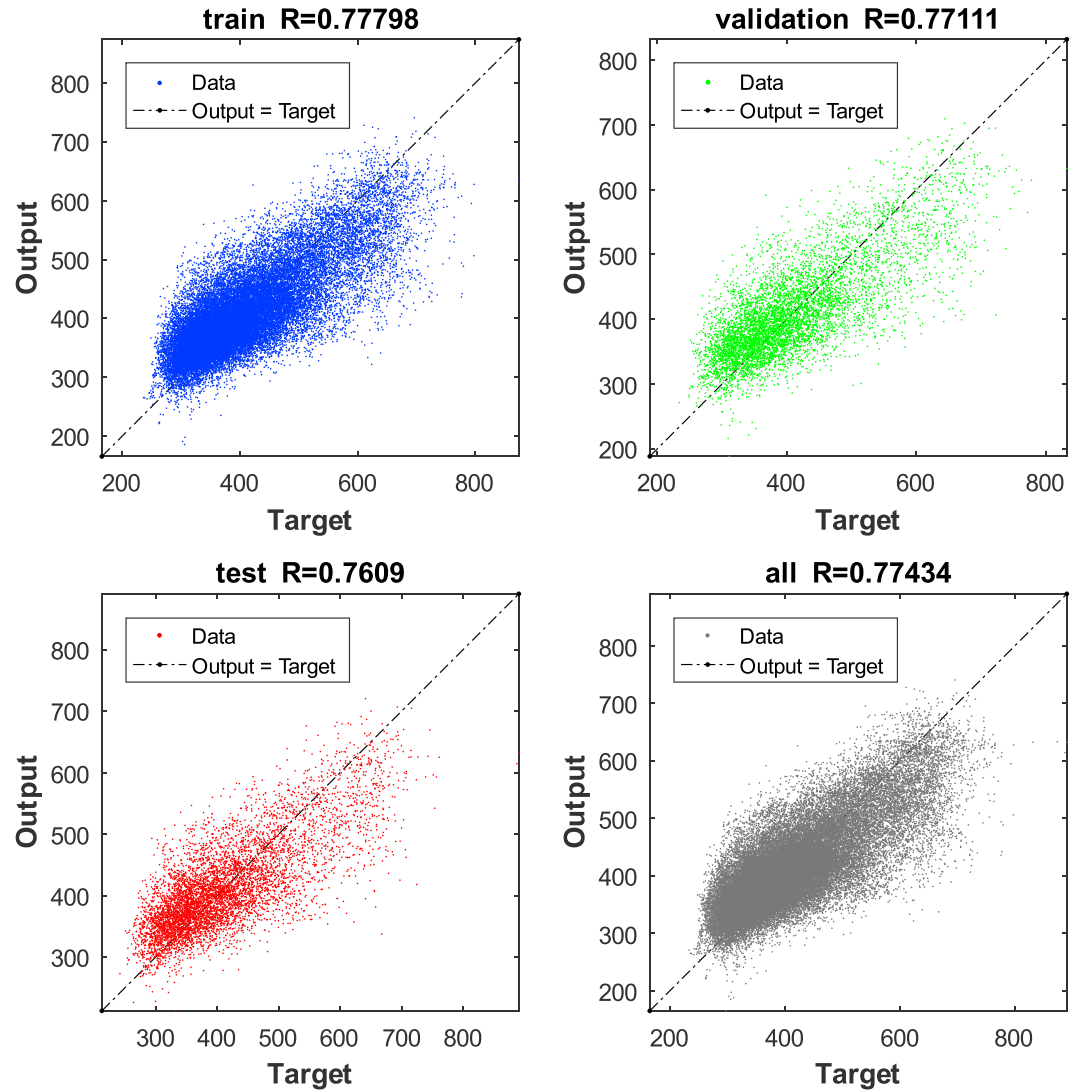 train R=0.77798
Data
Output = Target
800
700
600
500
400
300
200
Output
200 400 600 800
Target
validation R=0.77111
Data
Output = Target
800
700
600
500
400
300
200
Output
200 400 600 800
Target
test R=0.7609
Data
Output = Target
800
700
600
500
400
300
Output
300 400 500 600 700 800
Target
all R=0.77434
Data
Output = Target
800
700
600
500
400
300
200
Output
200 400 600 800
Target